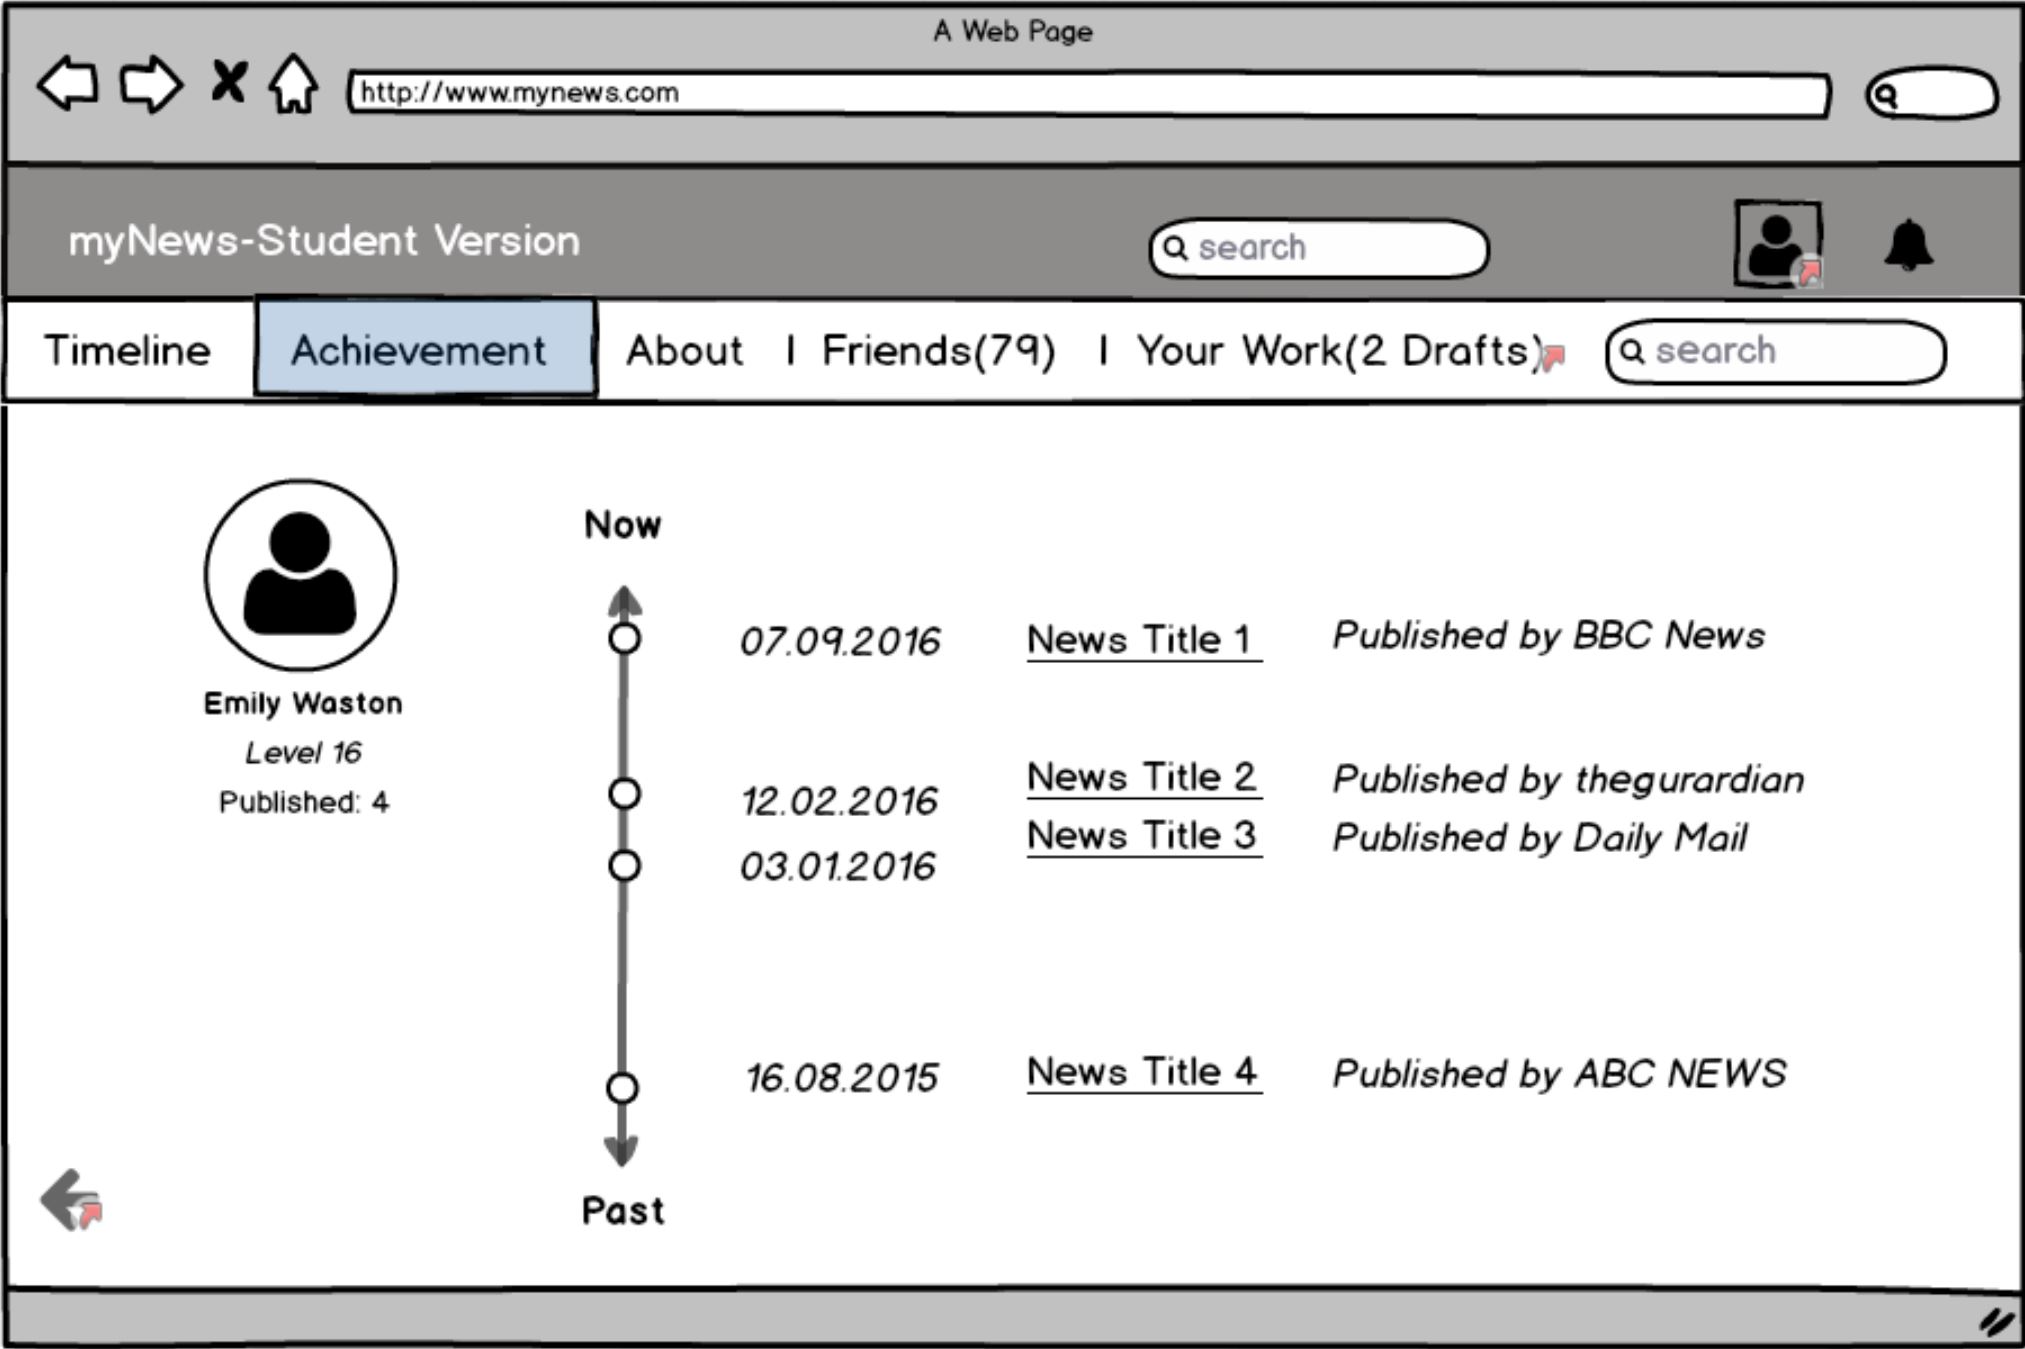 A Web Page
http://www.mynews.com
myNews-Student Version
search
Timeline Achievement | About | Friends(79) | Your Work(2 Drafts) search
Now
07.09.2016 News Title 1 Published by BBC News
Emily Waston
Level 16
Published: 4
12.02.2016 News Title 2 Published by thegurardian
03.01.2016 News Title 3 Published by Daily Mail
16.08.2015 News Title 4 Published by ABC NEWS
Past